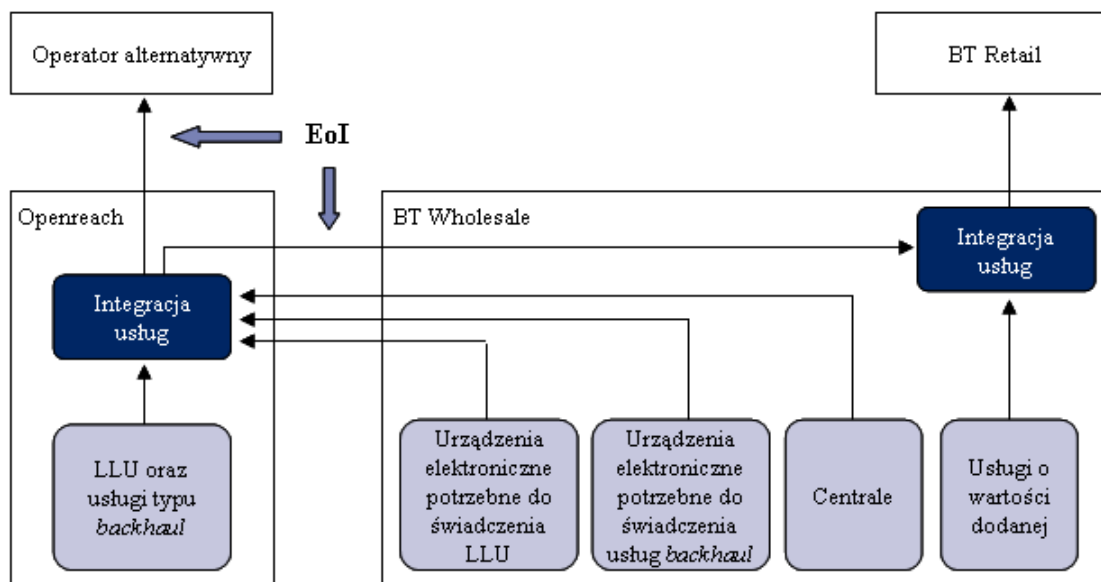 Operator alternatywny
BT Retail
EoI
Openreach
BT Wholesale
Integracja
usług
Integracja
usług
LLU oraz
usługi typu
backhaul
Urządzenia
elektroniczne
potrzebne do
świadczenia
LLU
Urządzenia
elektroniczne
potrzebne do
świadczenia
usług backhaul
Centrale
Usługi o
wartości
dodanej